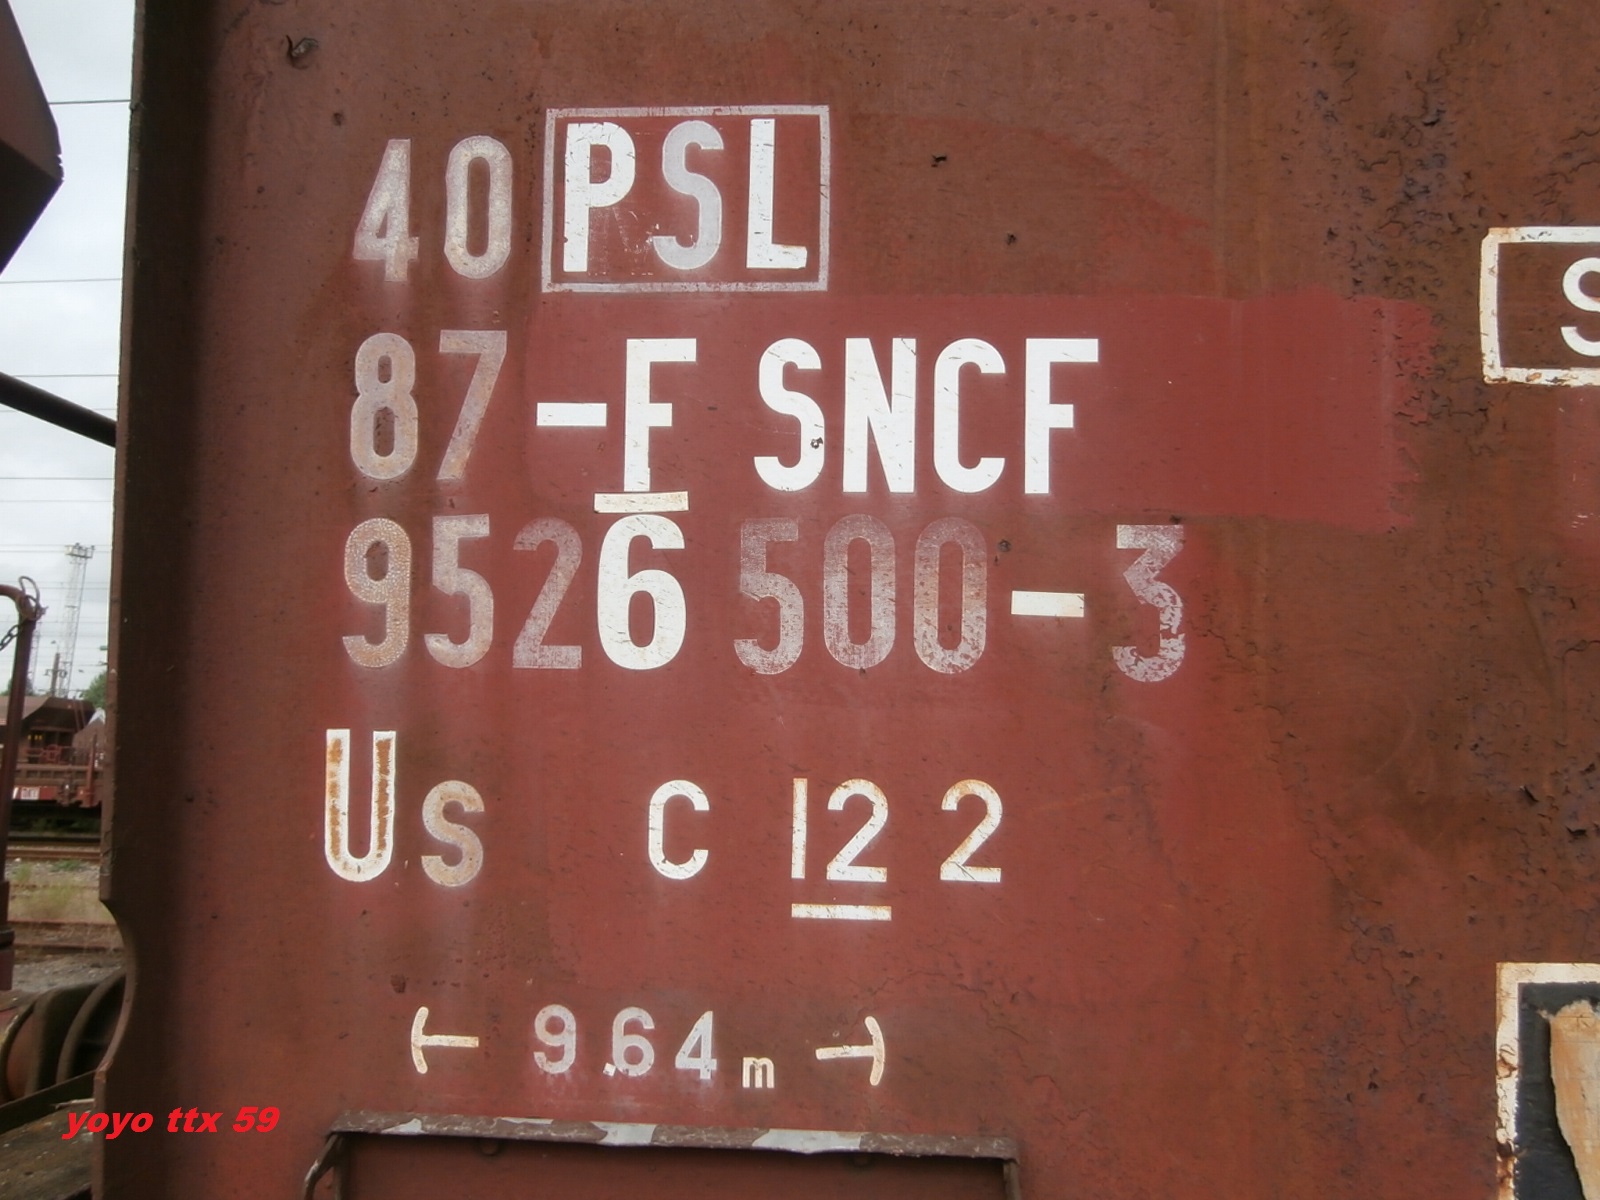 40 PSL
87-F SNCF
9526 500-3
Us C 12 2
9.64 m
S
yoyo ttx 59